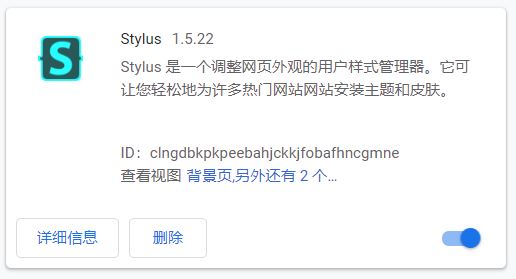 S
Stylus 1.5.22
Stylus 是一个调整网页外观的用户样式管理器。它可
让您轻松地为许多热门网站网站安装主题和皮肤。
ID：clngdbkpkpeebahjckkjfobafhncgmne
查看视图 背景页,另外还有 2 个...
详细信息 删除